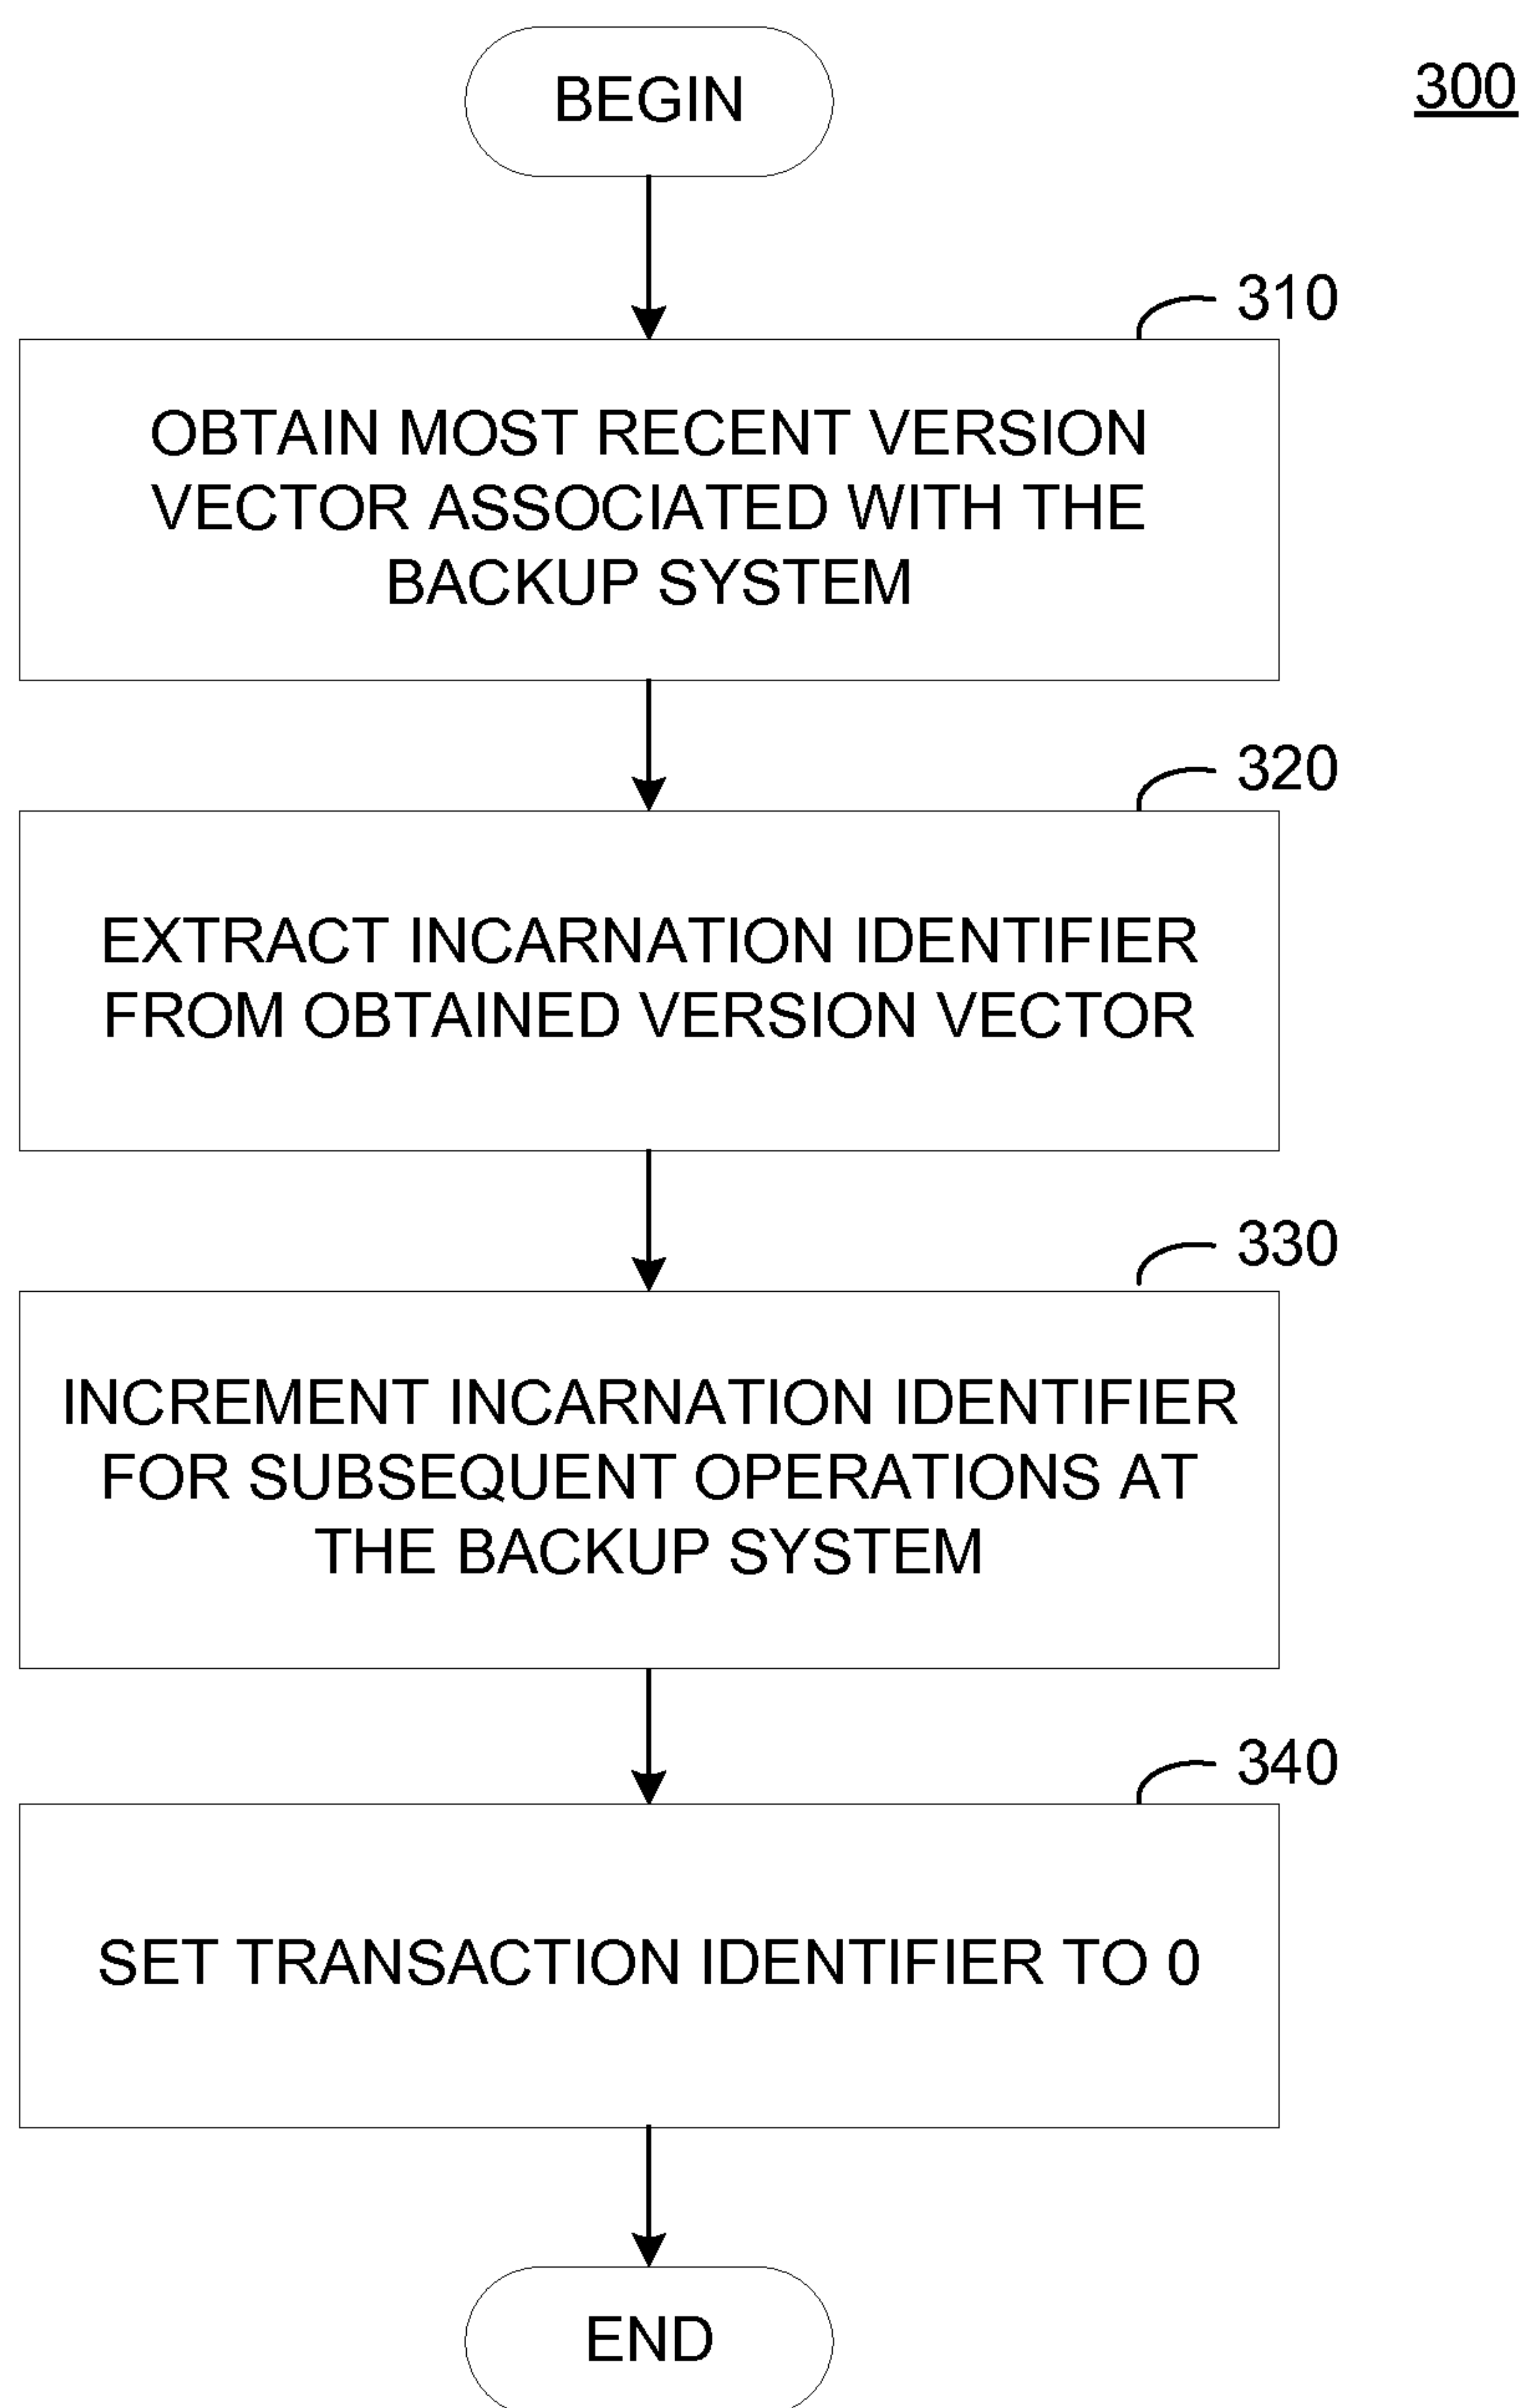 BEGIN
300
310
OBTAIN MOST RECENT VERSION
VECTOR ASSOCIATED WITH THE
BACKUP SYSTEM
320
EXTRACT INCARNATION IDENTIFIER
FROM OBTAINED VERSION VECTOR
330
INCREMENT INCARNATION IDENTIFIER
FOR SUBSEQUENT OPERATIONS AT
THE BACKUP SYSTEM
340
SET TRANSACTION IDENTIFIER TO 0
END